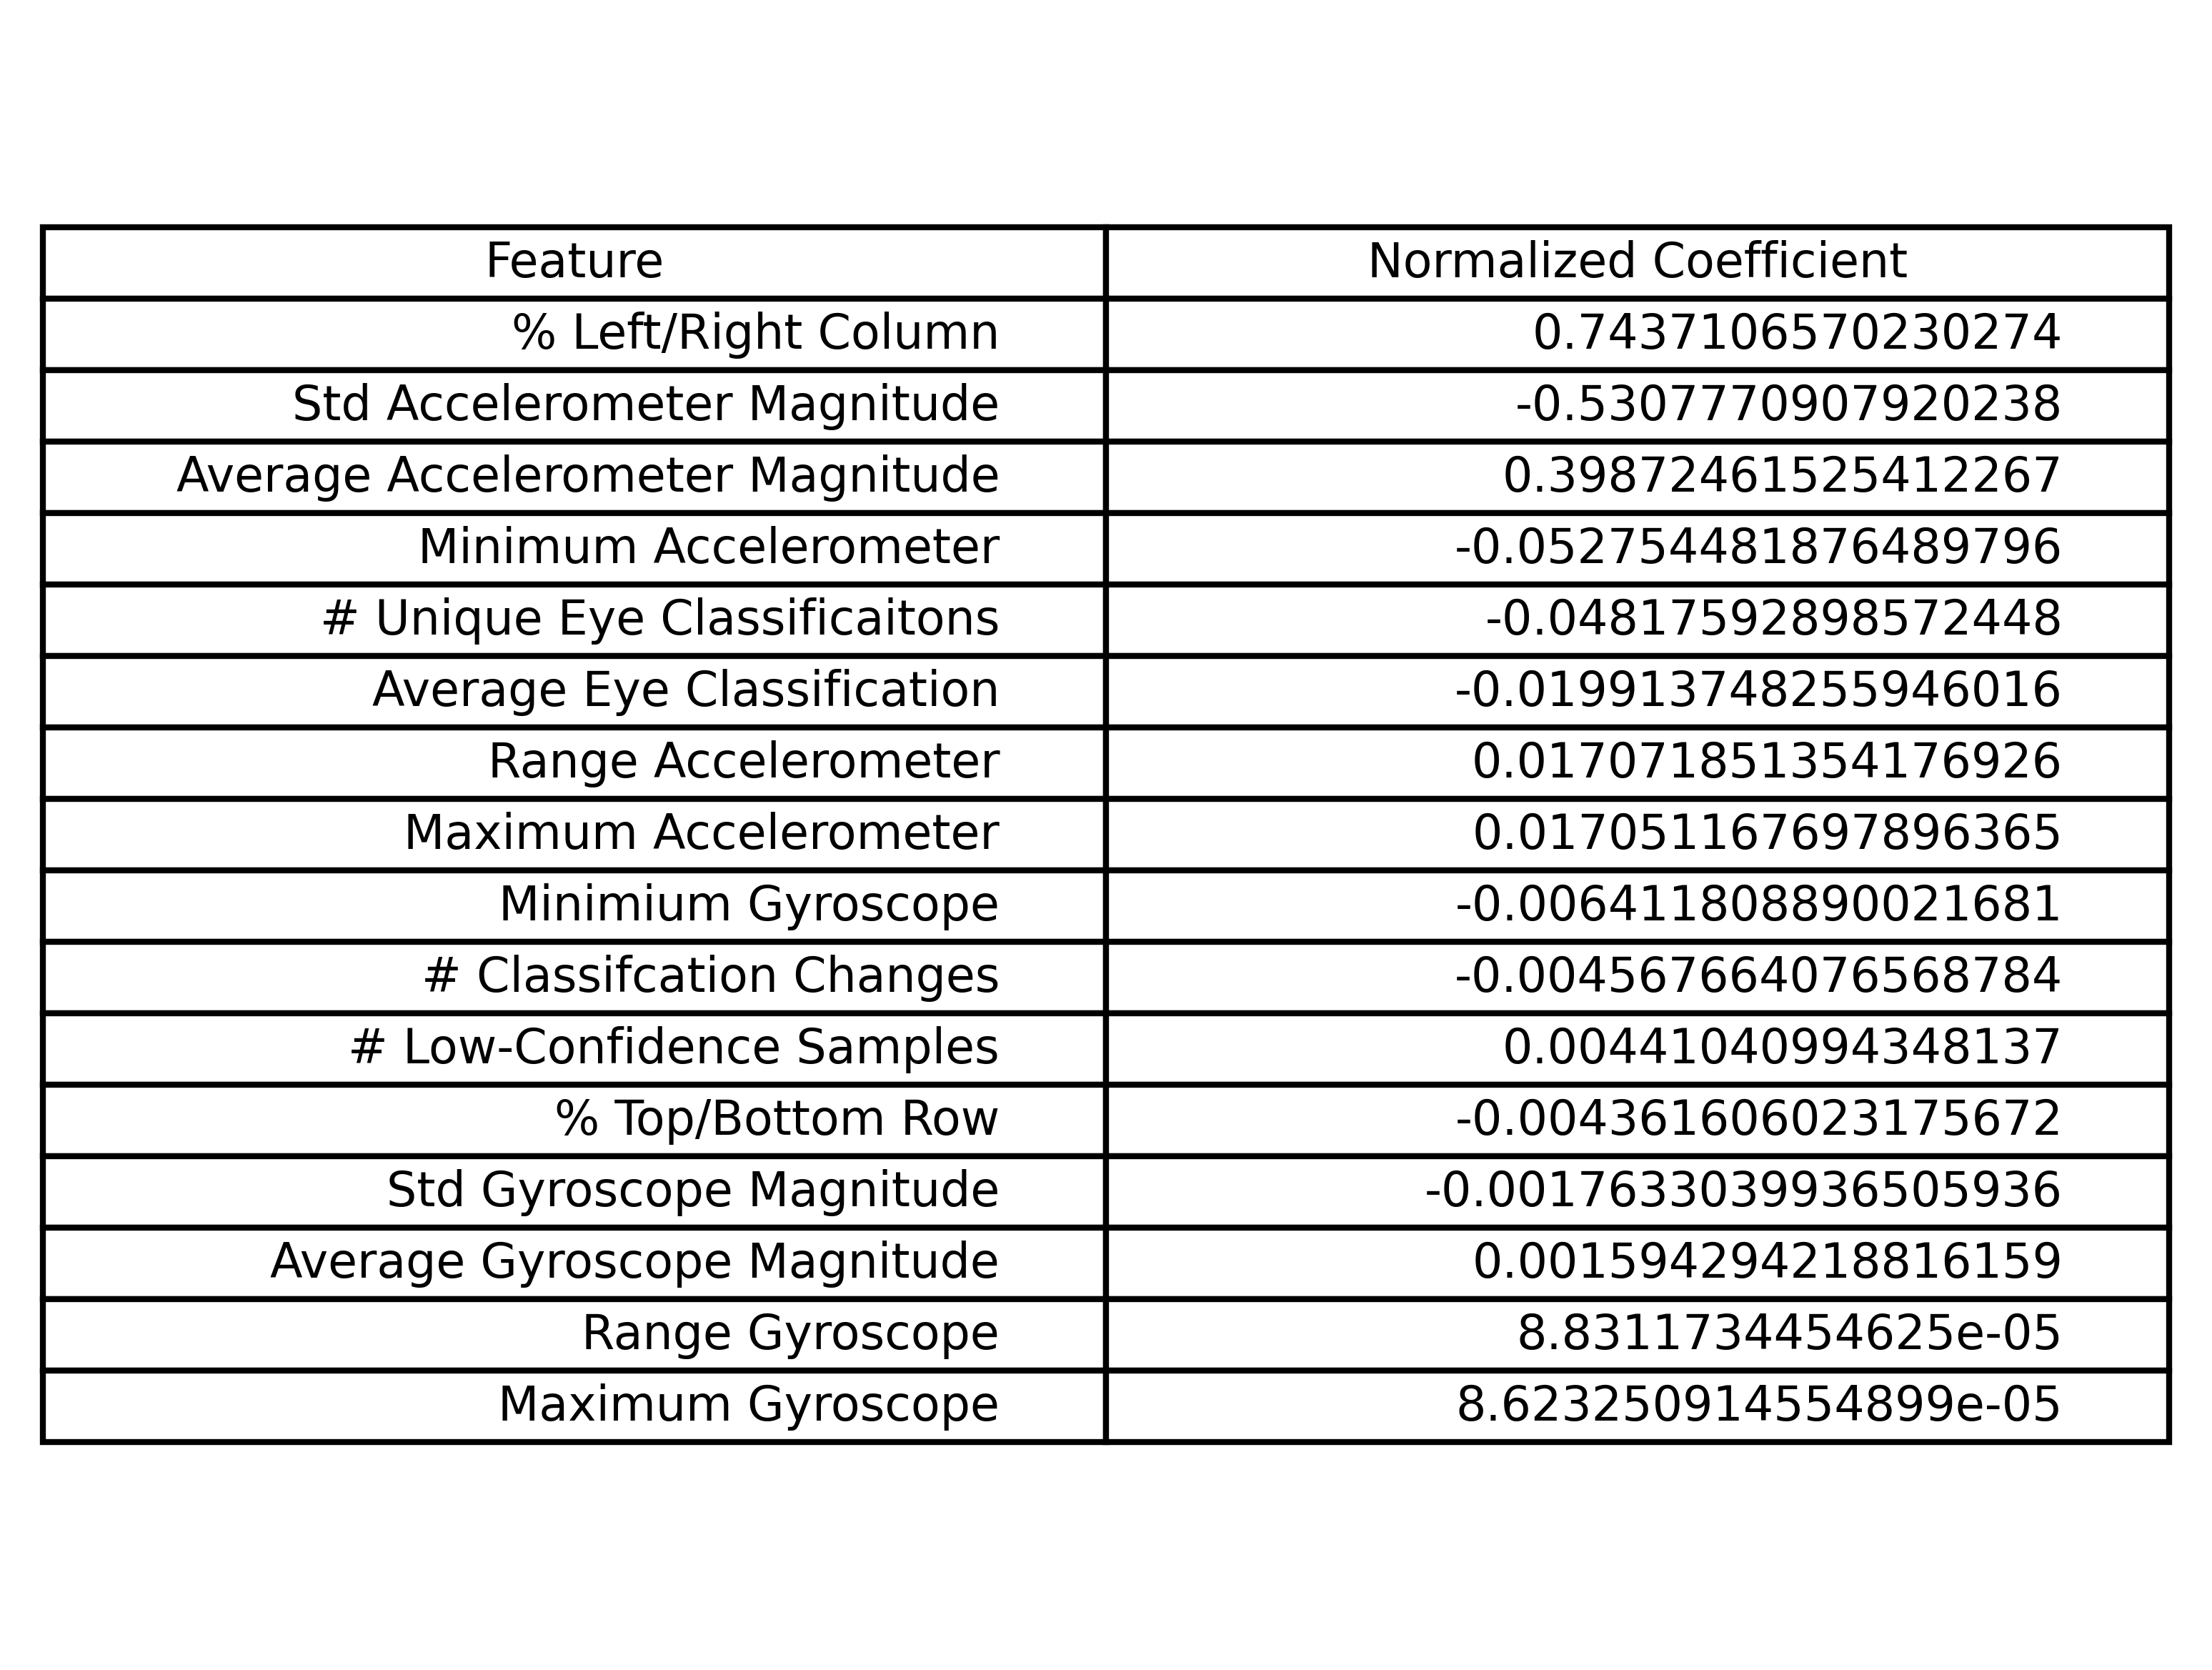 Feature Normalized Coefficient
% Left/Right Column 0.7437106570230274
Std Accelerometer Magnitude -0.5307770907920238
Average Accelerometer Magnitude 0.39872461525412267
Minimum Accelerometer -0.052754481876489796
# Unique Eye Classificaitons -0.04817592898572448
Average Eye Classification -0.019913748255946016
Range Accelerometer 0.017071851354176926
Maximum Accelerometer 0.017051167697896365
Minimium Gyroscope -0.006411808890021681
# Classifcation Changes -0.004567664076568784
# Low-Confidence Samples 0.00441040994348137
% Top/Bottom Row -0.004361606023175672
Std Gyroscope Magnitude -0.0017633039936505936
Average Gyroscope Magnitude 0.001594294218816159
Range Gyroscope 8.8311734454625e-05
Maximum Gyroscope 8.623250914554899e-05